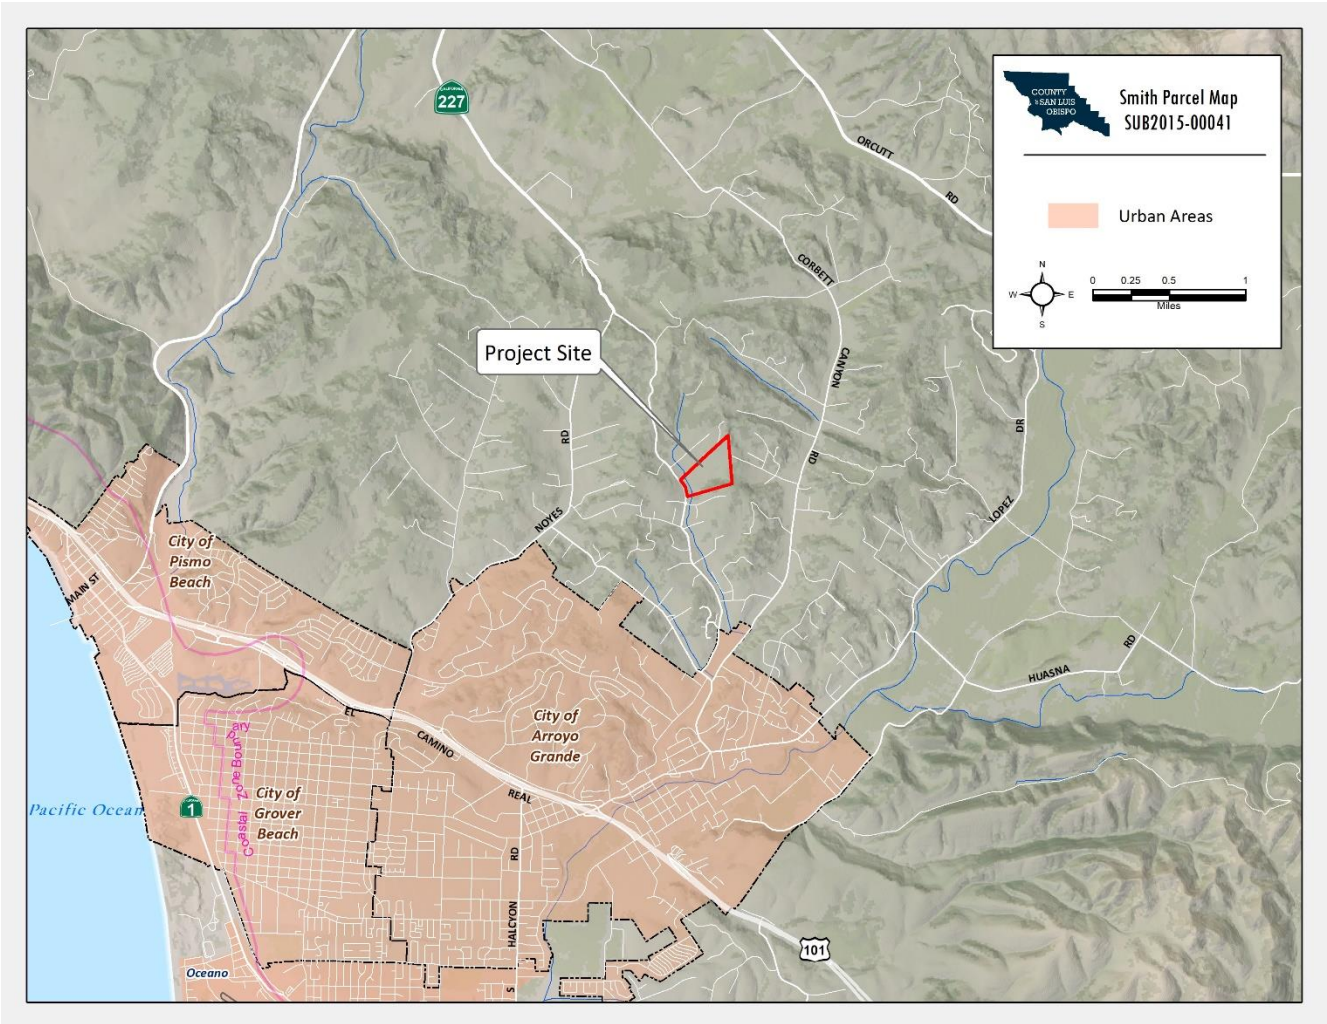 CALIFORNIA
227
COUNTY
OF SAN LUIS
OBISPO
Smith Parcel Map
SUB2015-00041
Urban Areas
N
W
E
S
0
0.25
0.5
1
Miles
ORCUTT
RD
CORBETT
CANYON
RD
Project Site
RD
NOYES
DR
LOPEZ
HUASNA
RD
City of
Pismo
Beach
MAIN ST
EL
CAMINO
REAL
City of
Arroyo
Grande
Coastal Zone Boundary
City of
Grover
Beach
Pacific Ocean
1
HALCYON
RD
S
101
Oceano